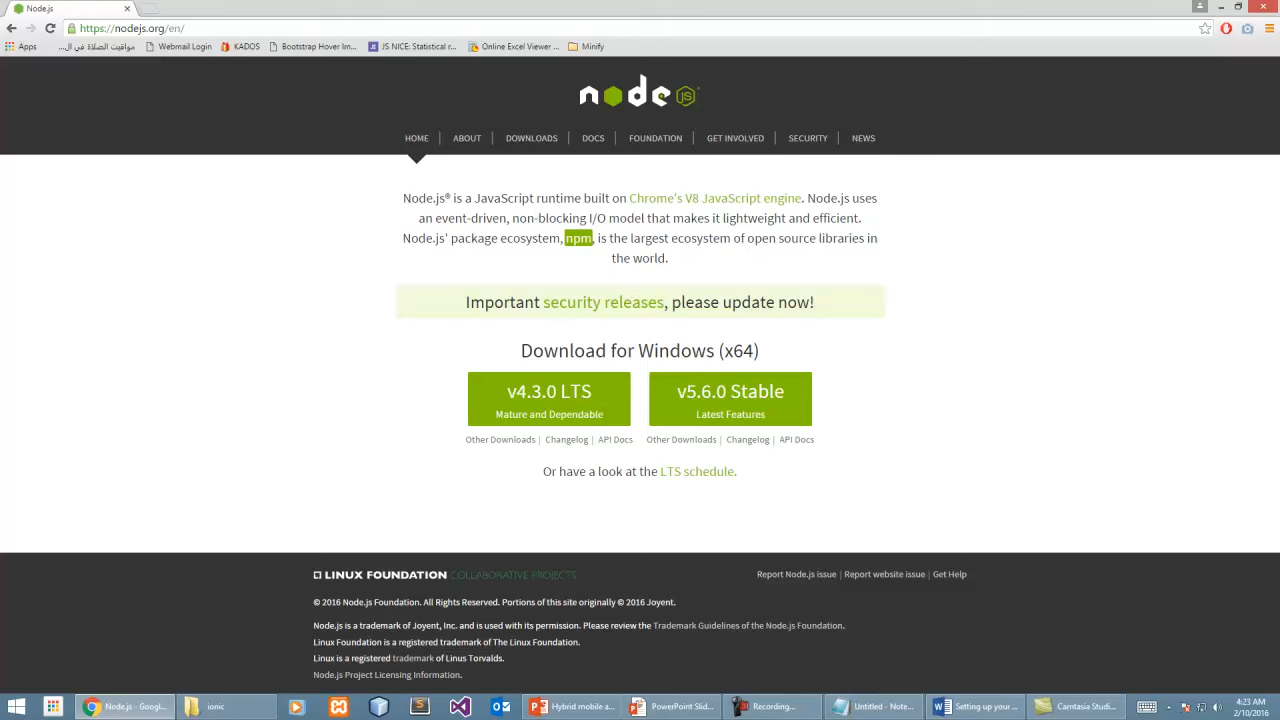 Node.js
https://nodejs.org/en/
Apps
مواقيت الصلاة في ال...
Webmail Login
KADOS
Bootstrap Hover Im...
JS NICE: Statistical r...
Online Excel Viewer ...
Minify
node JS
HOME
ABOUT
DOWNLOADS
DOCS
FOUNDATION
GET INVOLVED
SECURITY
NEWS
Node.js® is a JavaScript runtime built on Chrome's V8 JavaScript engine. Node.js uses
an event-driven, non-blocking I/O model that makes it lightweight and efficient.
Node.js' package ecosystem, npm, is the largest ecosystem of open source libraries in
the world.
Important security releases, please update now!
Download for Windows (x64)
v4.3.0 LTS
Mature and Dependable
v5.6.0 Stable
Latest Features
Other Downloads | Changelog | API Docs
Other Downloads | Changelog | API Docs
Or have a look at the LTS schedule.
LINUX FOUNDATION COLLABORATIVE PROJECTS
Report Node.js issue | Report website issue | Get Help
© 2016 Node.js Foundation. All Rights Reserved. Portions of this site originally © 2016 Joyent.
Node.js is a trademark of Joyent, Inc. and is used with its permission. Please review the Trademark Guidelines of the Node.js Foundation.
Linux Foundation is a registered trademark of The Linux Foundation.
Linux is a registered trademark of Linus Torvalds.
Node.js Project Licensing Information.
Node.js - Googl...
ionic
Hybrid mobile a...
PowerPoint Slid...
Recording...
Untitled - Note...
Setting up your ...
Camtasia Studi...
4:23 AM
2/10/2016